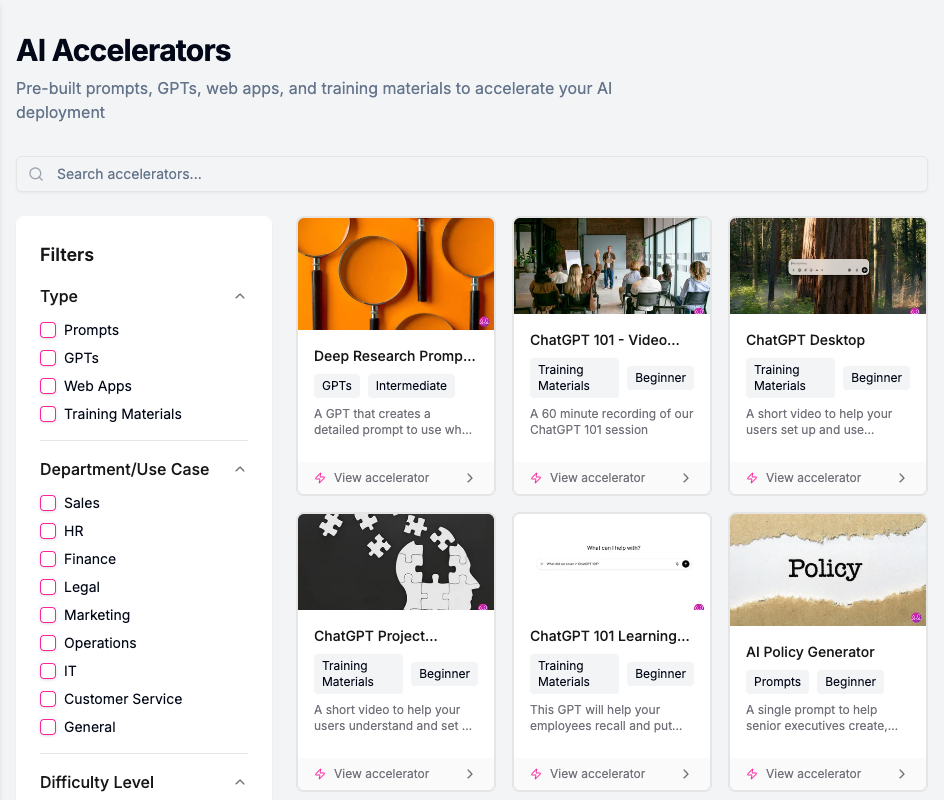 AI Accelerators
Pre-built prompts, GPTs, web apps, and training materials to accelerate your AI
deployment
Search accelerators...
Filters
Type
Prompts
GPTs
Web Apps
Training Materials
Department/Use Case
Sales
HR
Finance
Legal
Marketing
Operations
IT
Customer Service
General
Difficulty Level
Deep Research Promp...
GPTs
Intermediate
A GPT that creates a
detailed prompt to use wh...
View accelerator
ChatGPT 101 - Video...
Training
Materials
Beginner
A 60 minute recording of our
ChatGPT 101 session
View accelerator
ChatGPT Desktop
Training
Materials
Beginner
A short video to help your
users set up and use...
View accelerator
ChatGPT Project...
Training
Materials
Beginner
A short video to help your
users understand and set ...
View accelerator
What can I help with?
ChatGPT 101 Learning...
Training
Materials
Beginner
This GPT will help your
employees recall and put...
View accelerator
Policy
AI Policy Generator
Prompts
Beginner
A single prompt to help
senior executives create,...
View accelerator